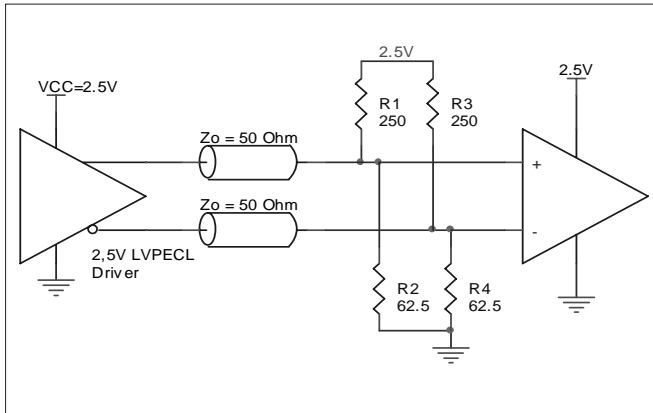 2.5V
VCC=2.5V
2.5V
R1
250
R3
250
Zo = 50 Ohm
+
Zo = 50 Ohm
-
2,5V LVPECL
Driver
R2
62.5
R4
62.5